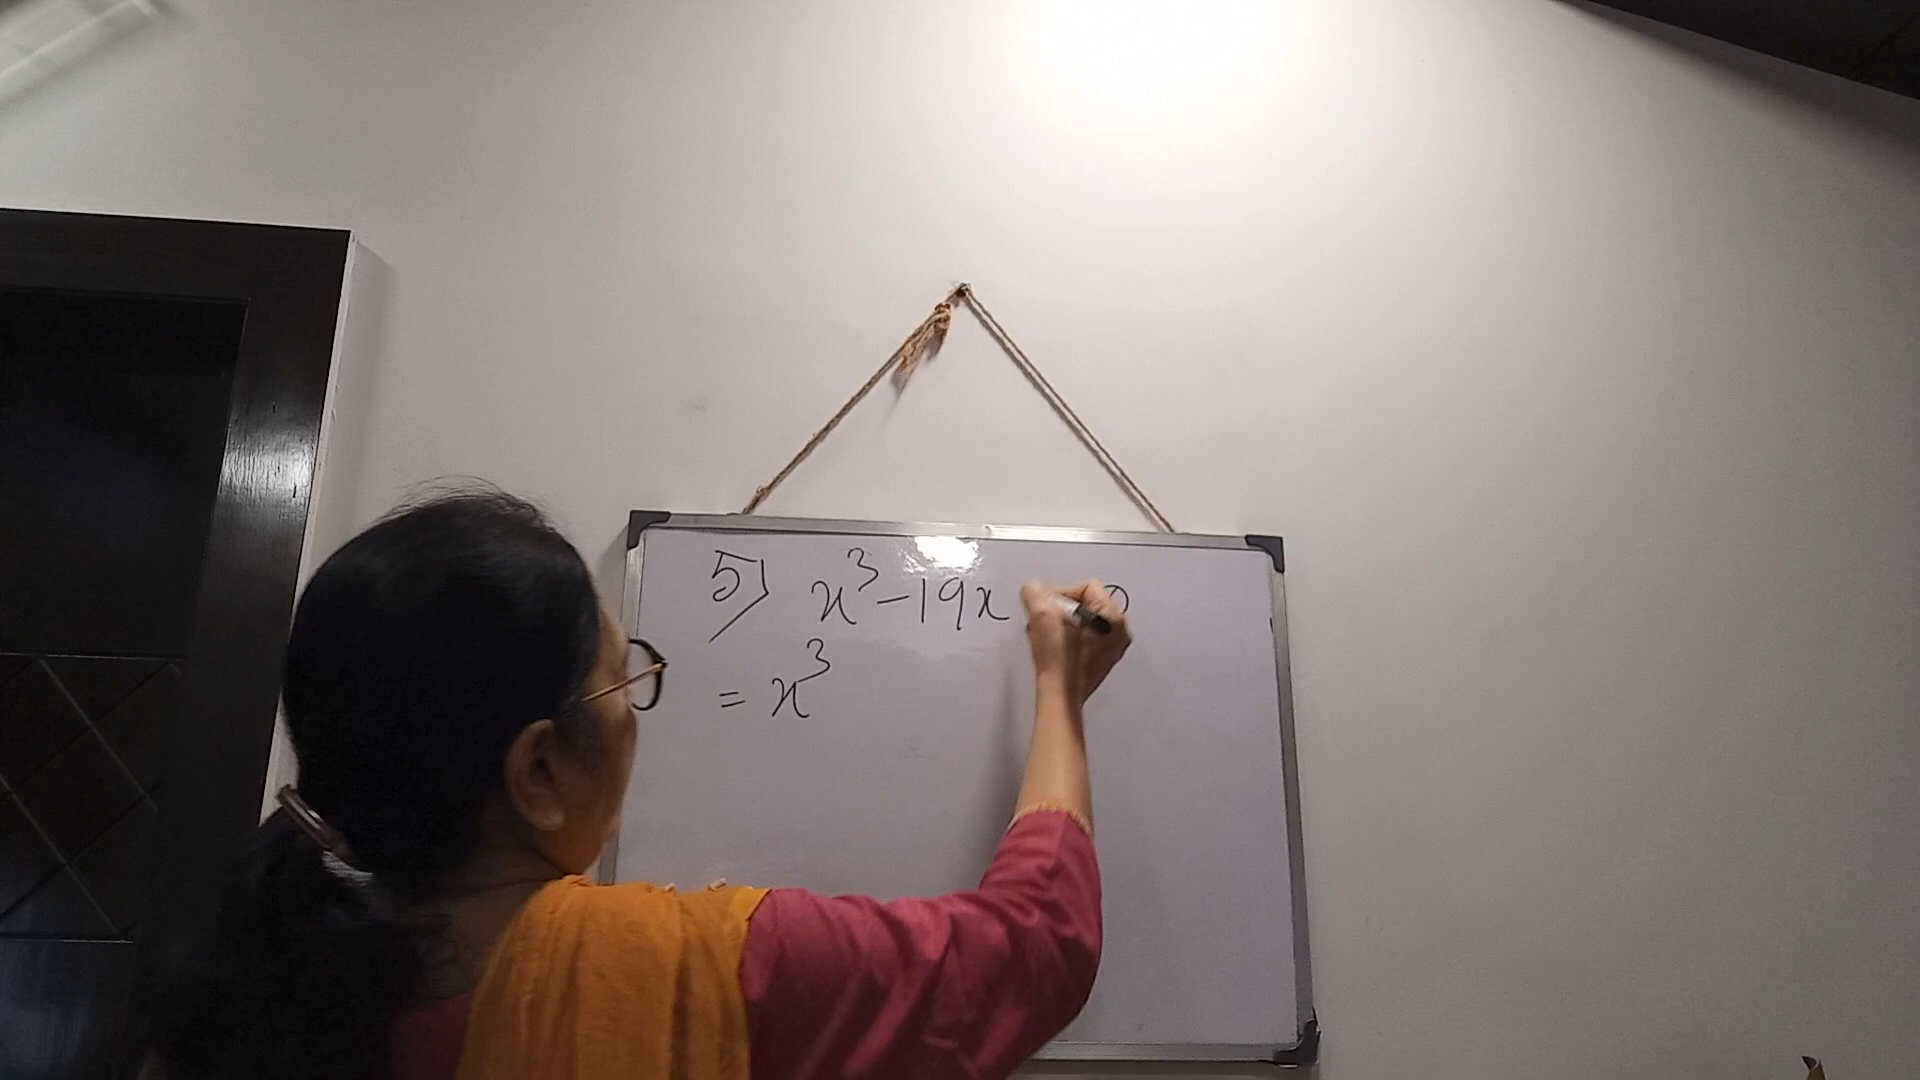 5) x³-19x
= x³